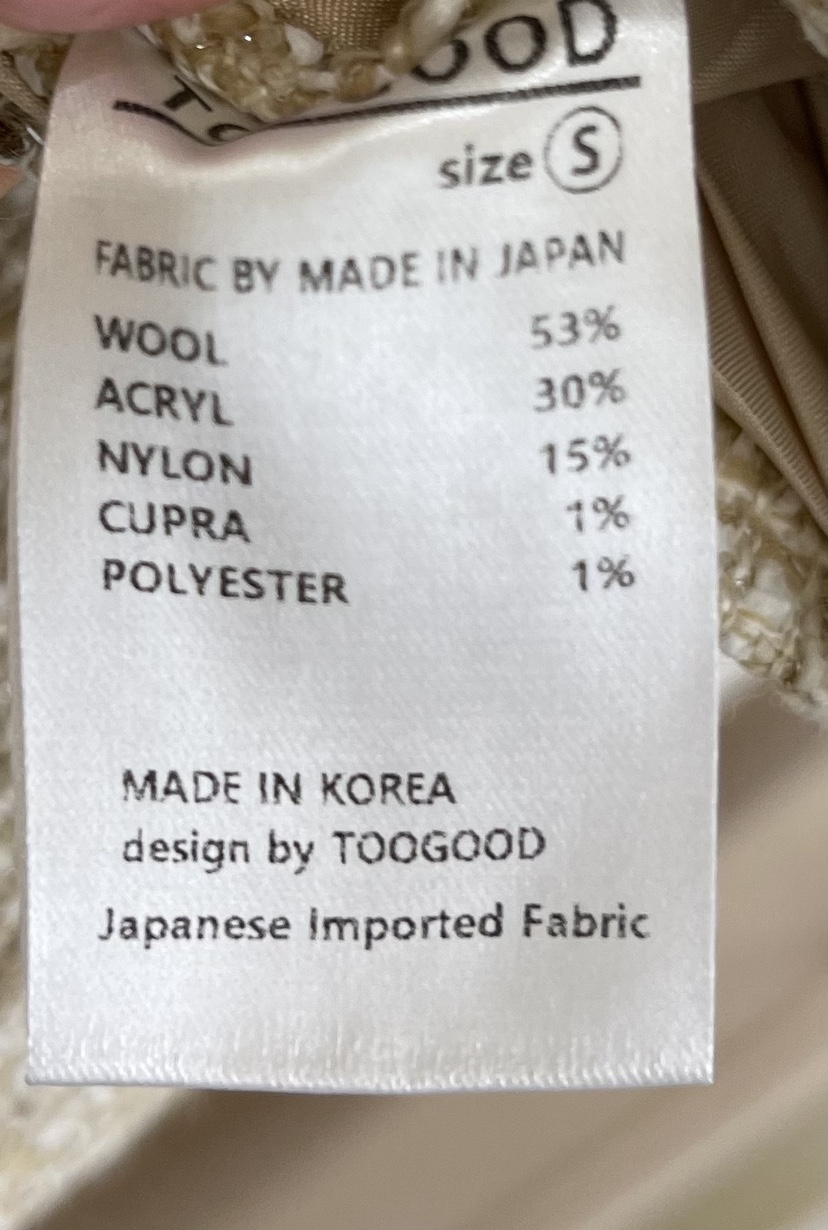 size S
FABRIC BY MADE IN JAPAN
WOOL 53%
ACRYL 30%
NYLON 15%
CUPRA 1%
POLYESTER 1%
MADE IN KOREA
design by TOOGOOD
Japanese Imported Fabric